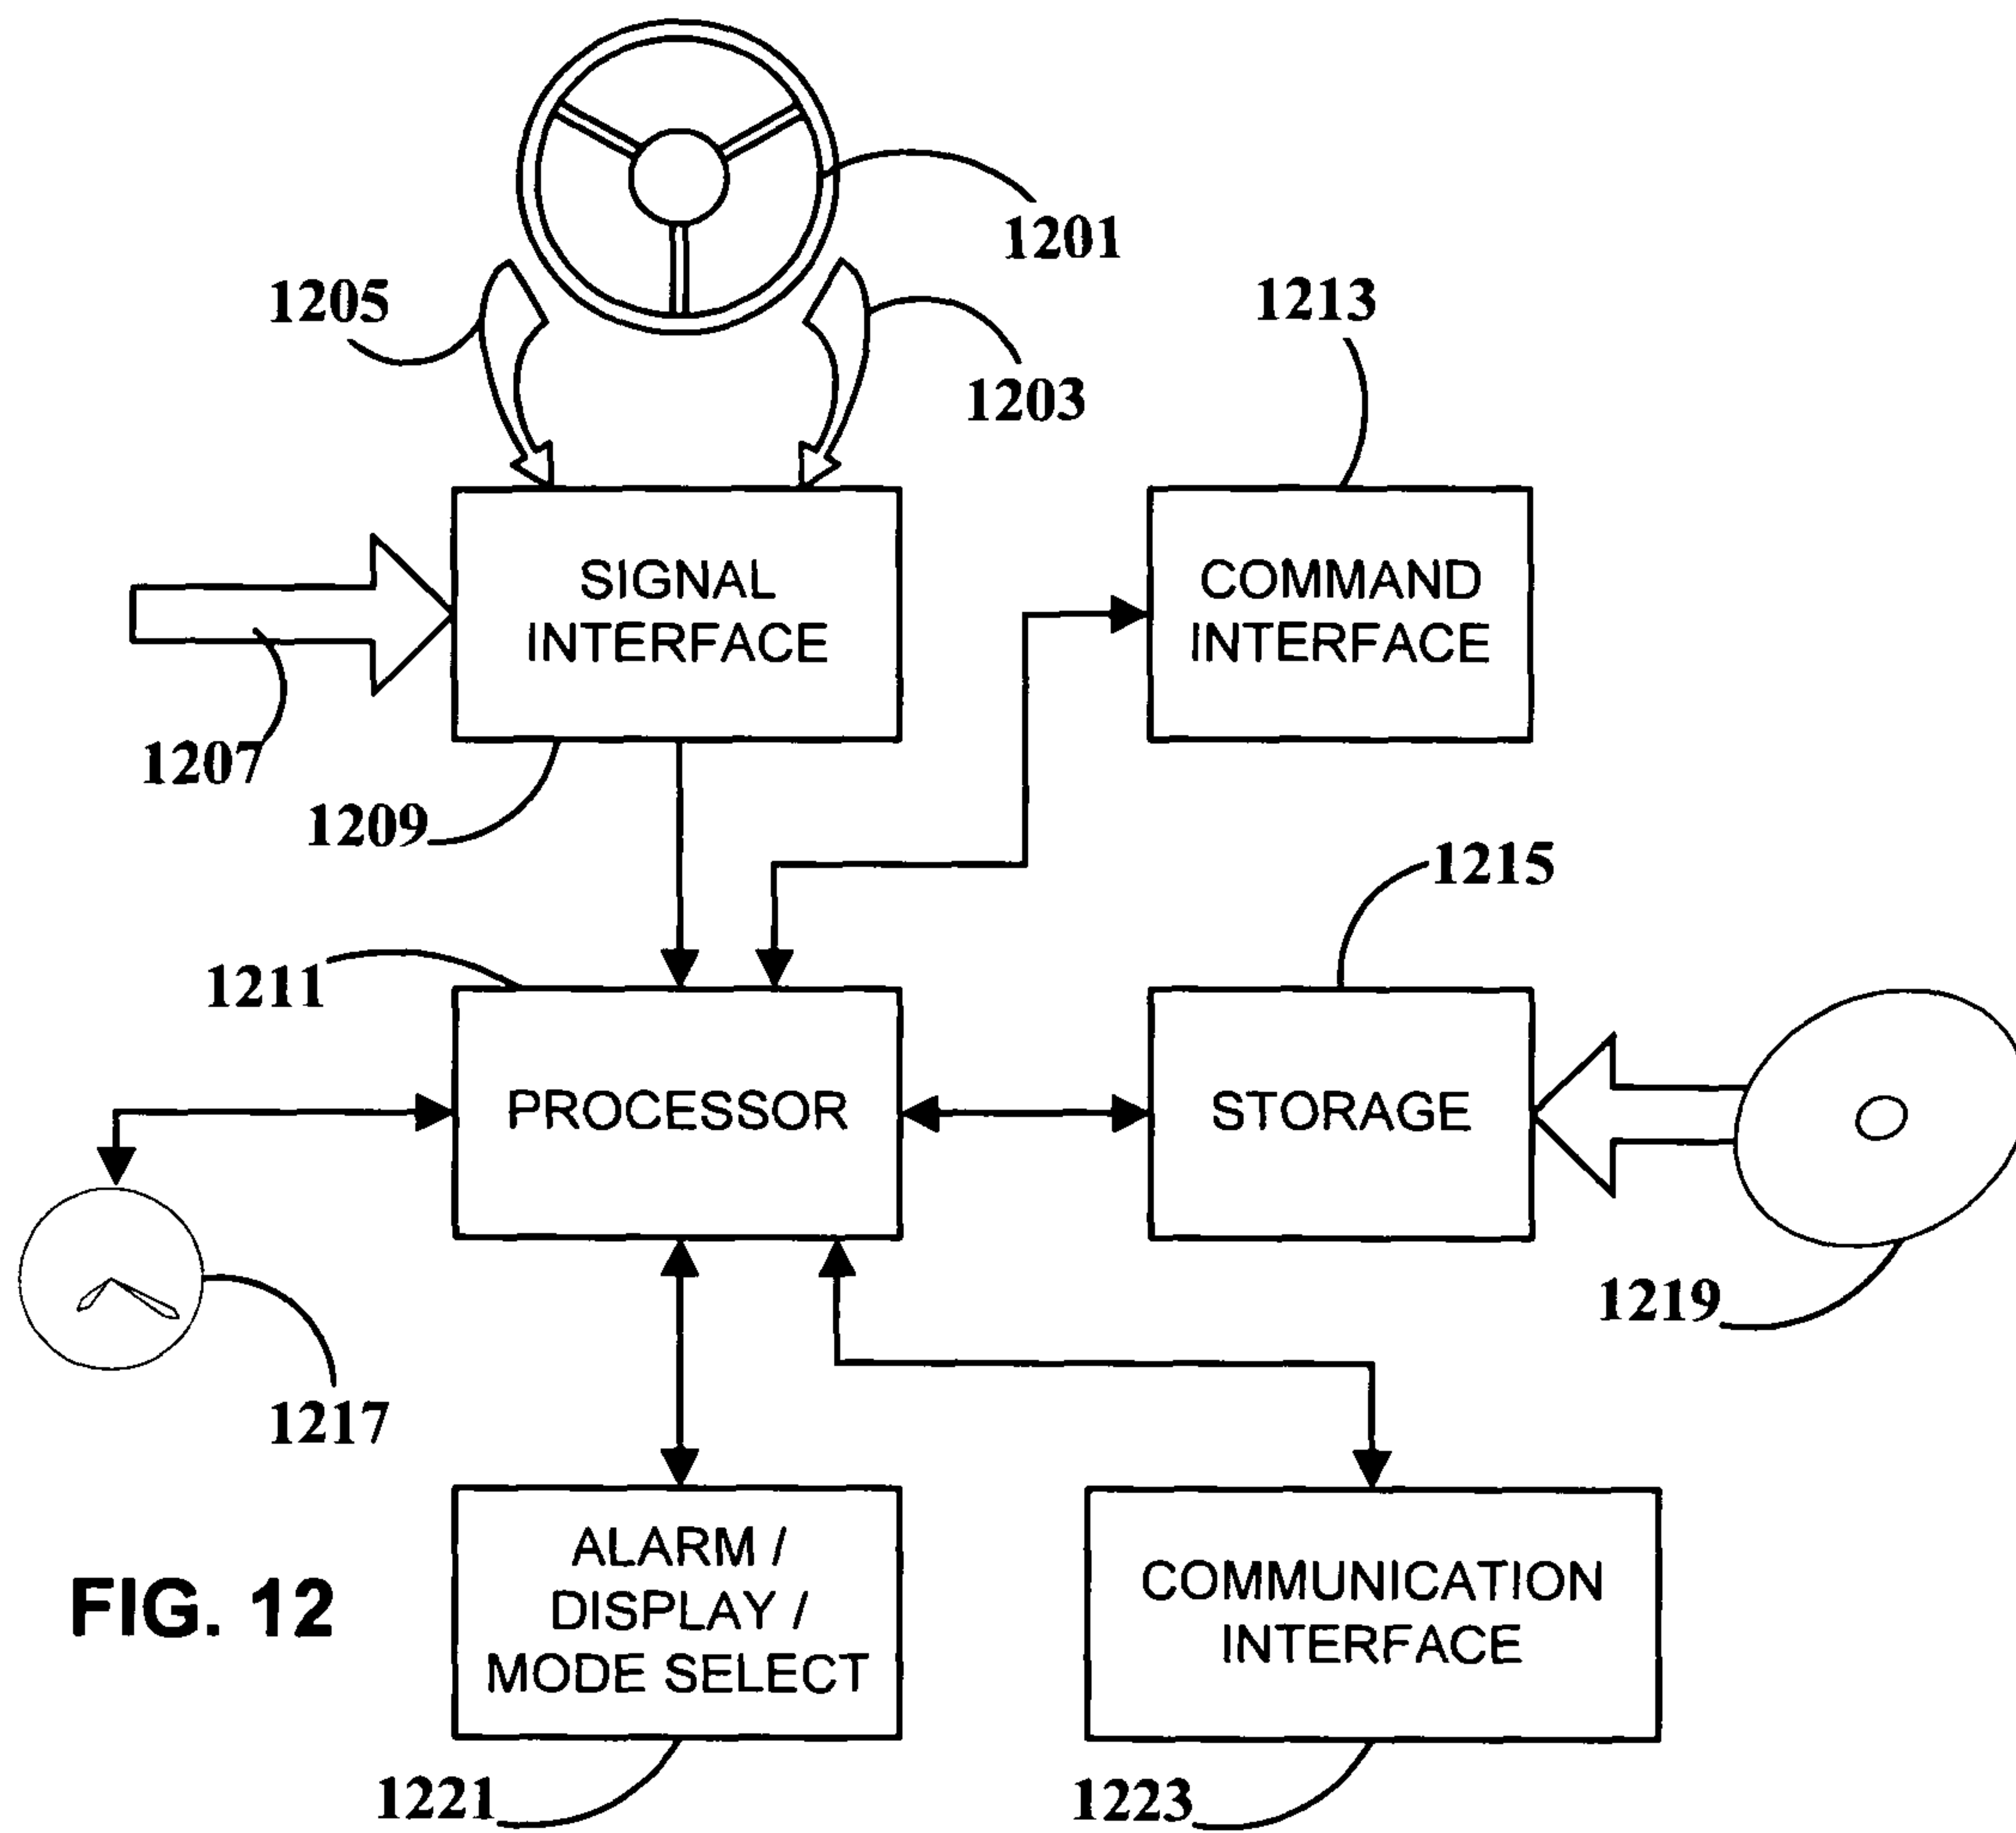 1201
1205
1213
1203
SIGNAL
INTERFACE
COMMAND
INTERFACE
1207
1209
1215
1211
PROCESSOR
STORAGE
1219
1217
ALARM /
DISPLAY /
MODE SELECT
COMMUNICATION
INTERFACE
FIG. 12
1221
1223